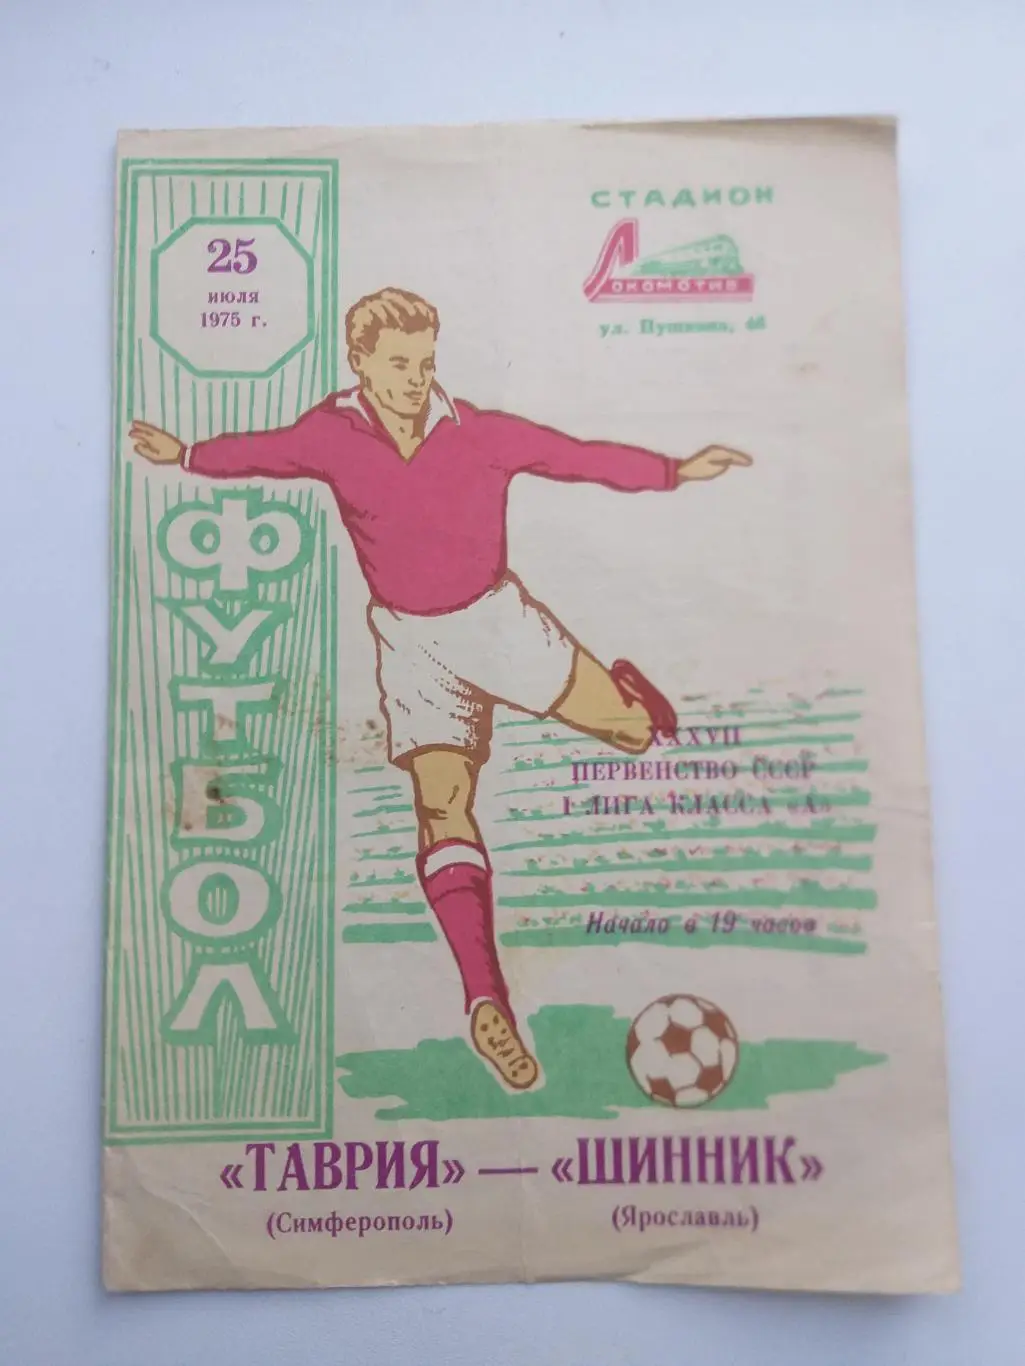 25
июля
1975 г.
СТАДИОН
ЛОКОМОТИВ
ул. Пушкина, 46
ФУТБОЛ
XXXVII
ПЕРВЕНСТВО СССР
I ЛИГА КЛАССА «А»
Начало в 19 часов
«ТАВРИЯ» — «ШИННИК»
(Симферополь)
(Ярославль)